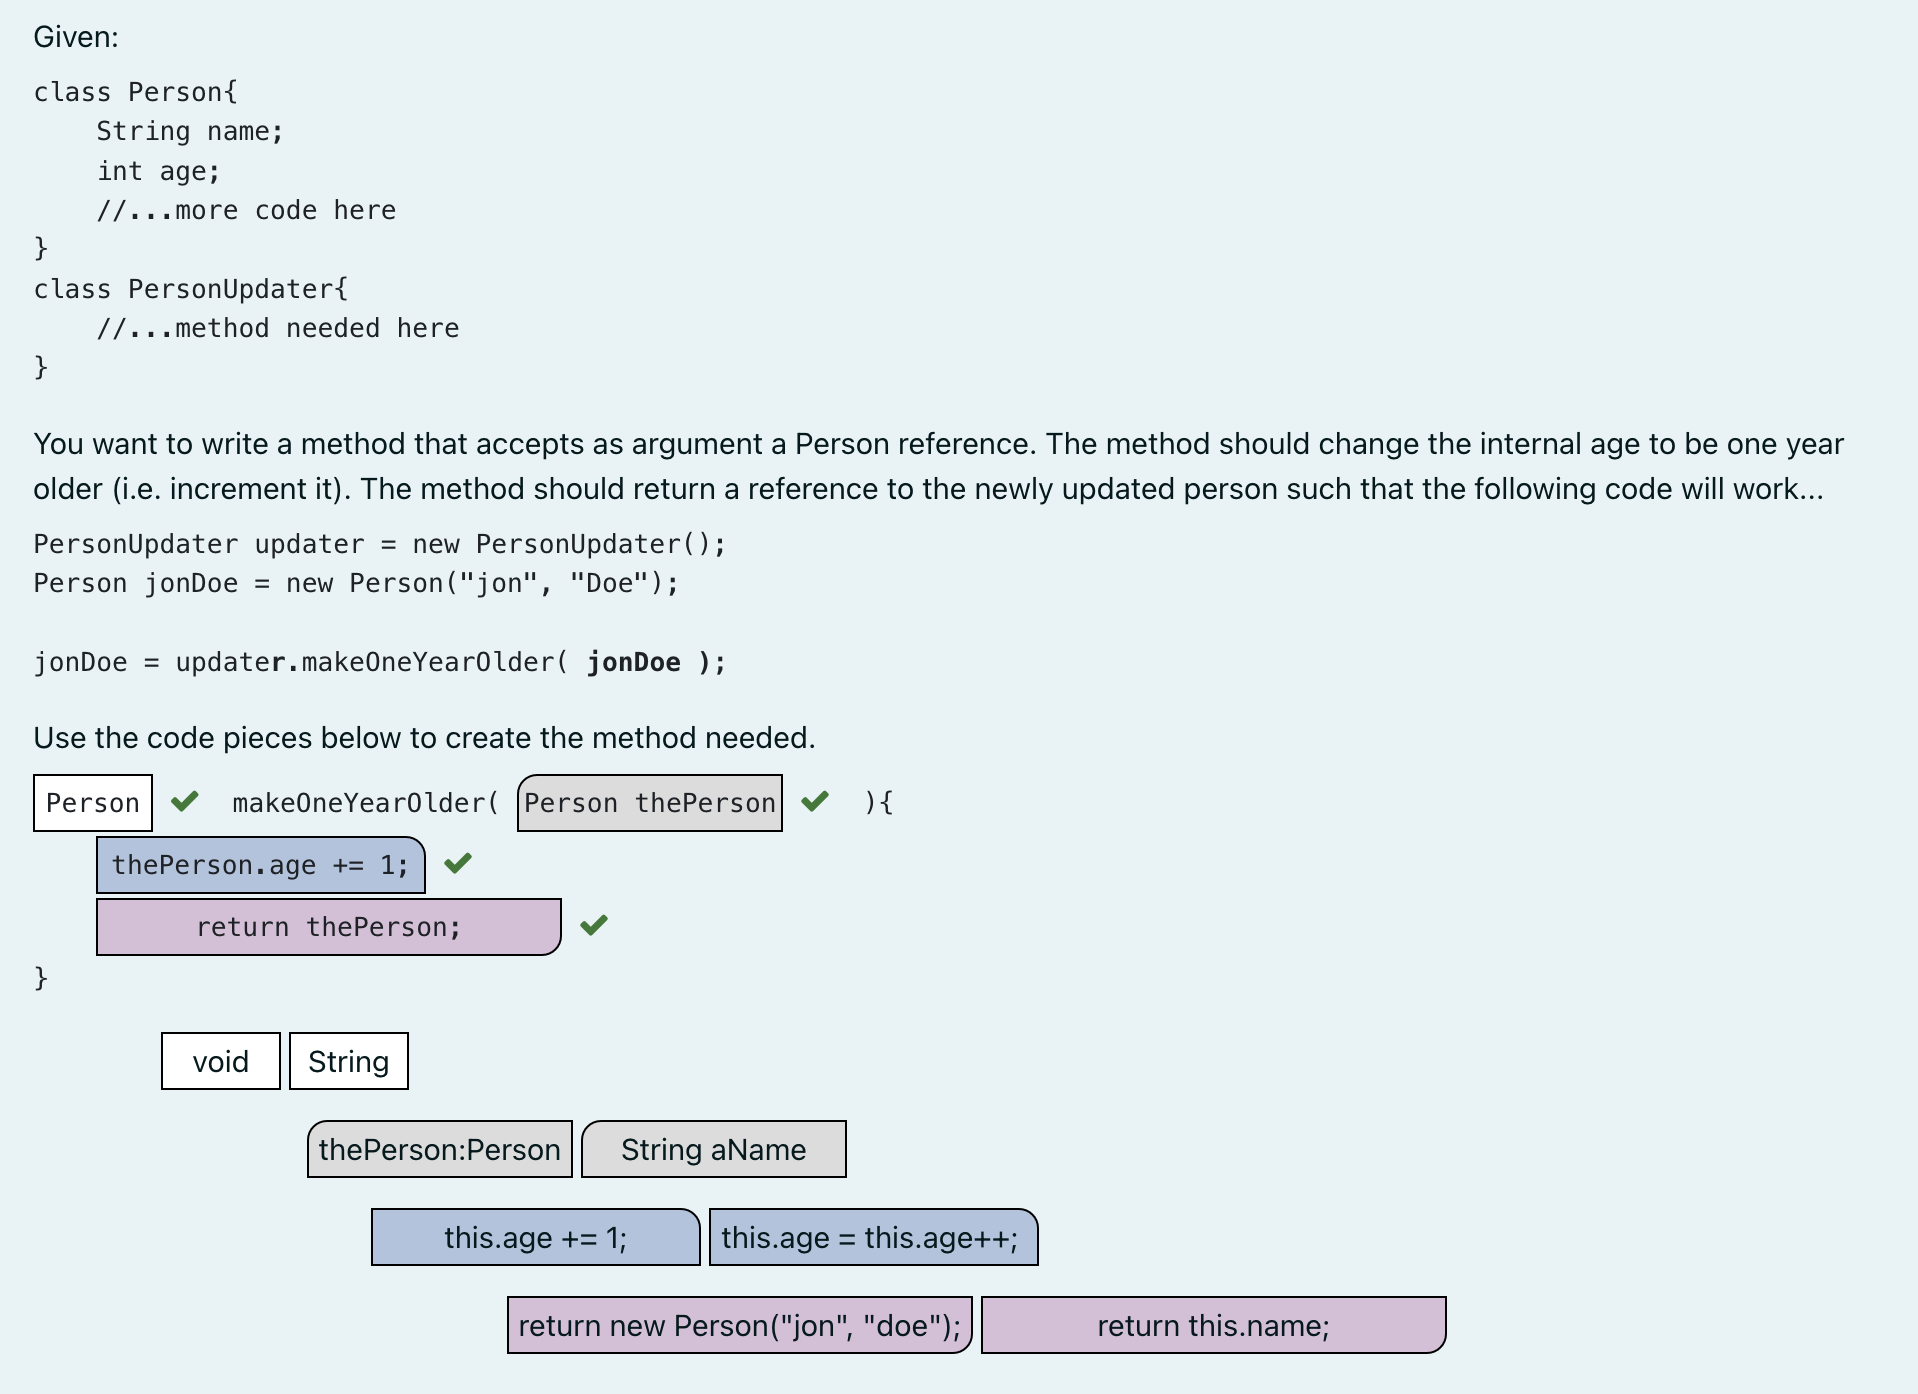 Given:
class Person{
    String name;
    int age;
    //...more code here
}
class PersonUpdater{
    //...method needed here
}
You want to write a method that accepts as argument a Person reference. The method should change the internal age to be one year
older (i.e. increment it). The method should return a reference to the newly updated person such that the following code will work...
PersonUpdater updater = new PersonUpdater();
Person jonDoe = new Person("jon", "Doe");
jonDoe = updater.makeOneYearOlder( jonDoe );
Use the code pieces below to create the method needed.
Person makeOneYearOlder( Person thePerson ){
    thePerson.age += 1;
    return thePerson;
}
void String
thePerson:Person String aName
this.age += 1; this.age = this.age++;
return new Person("jon", "doe"); return this.name;